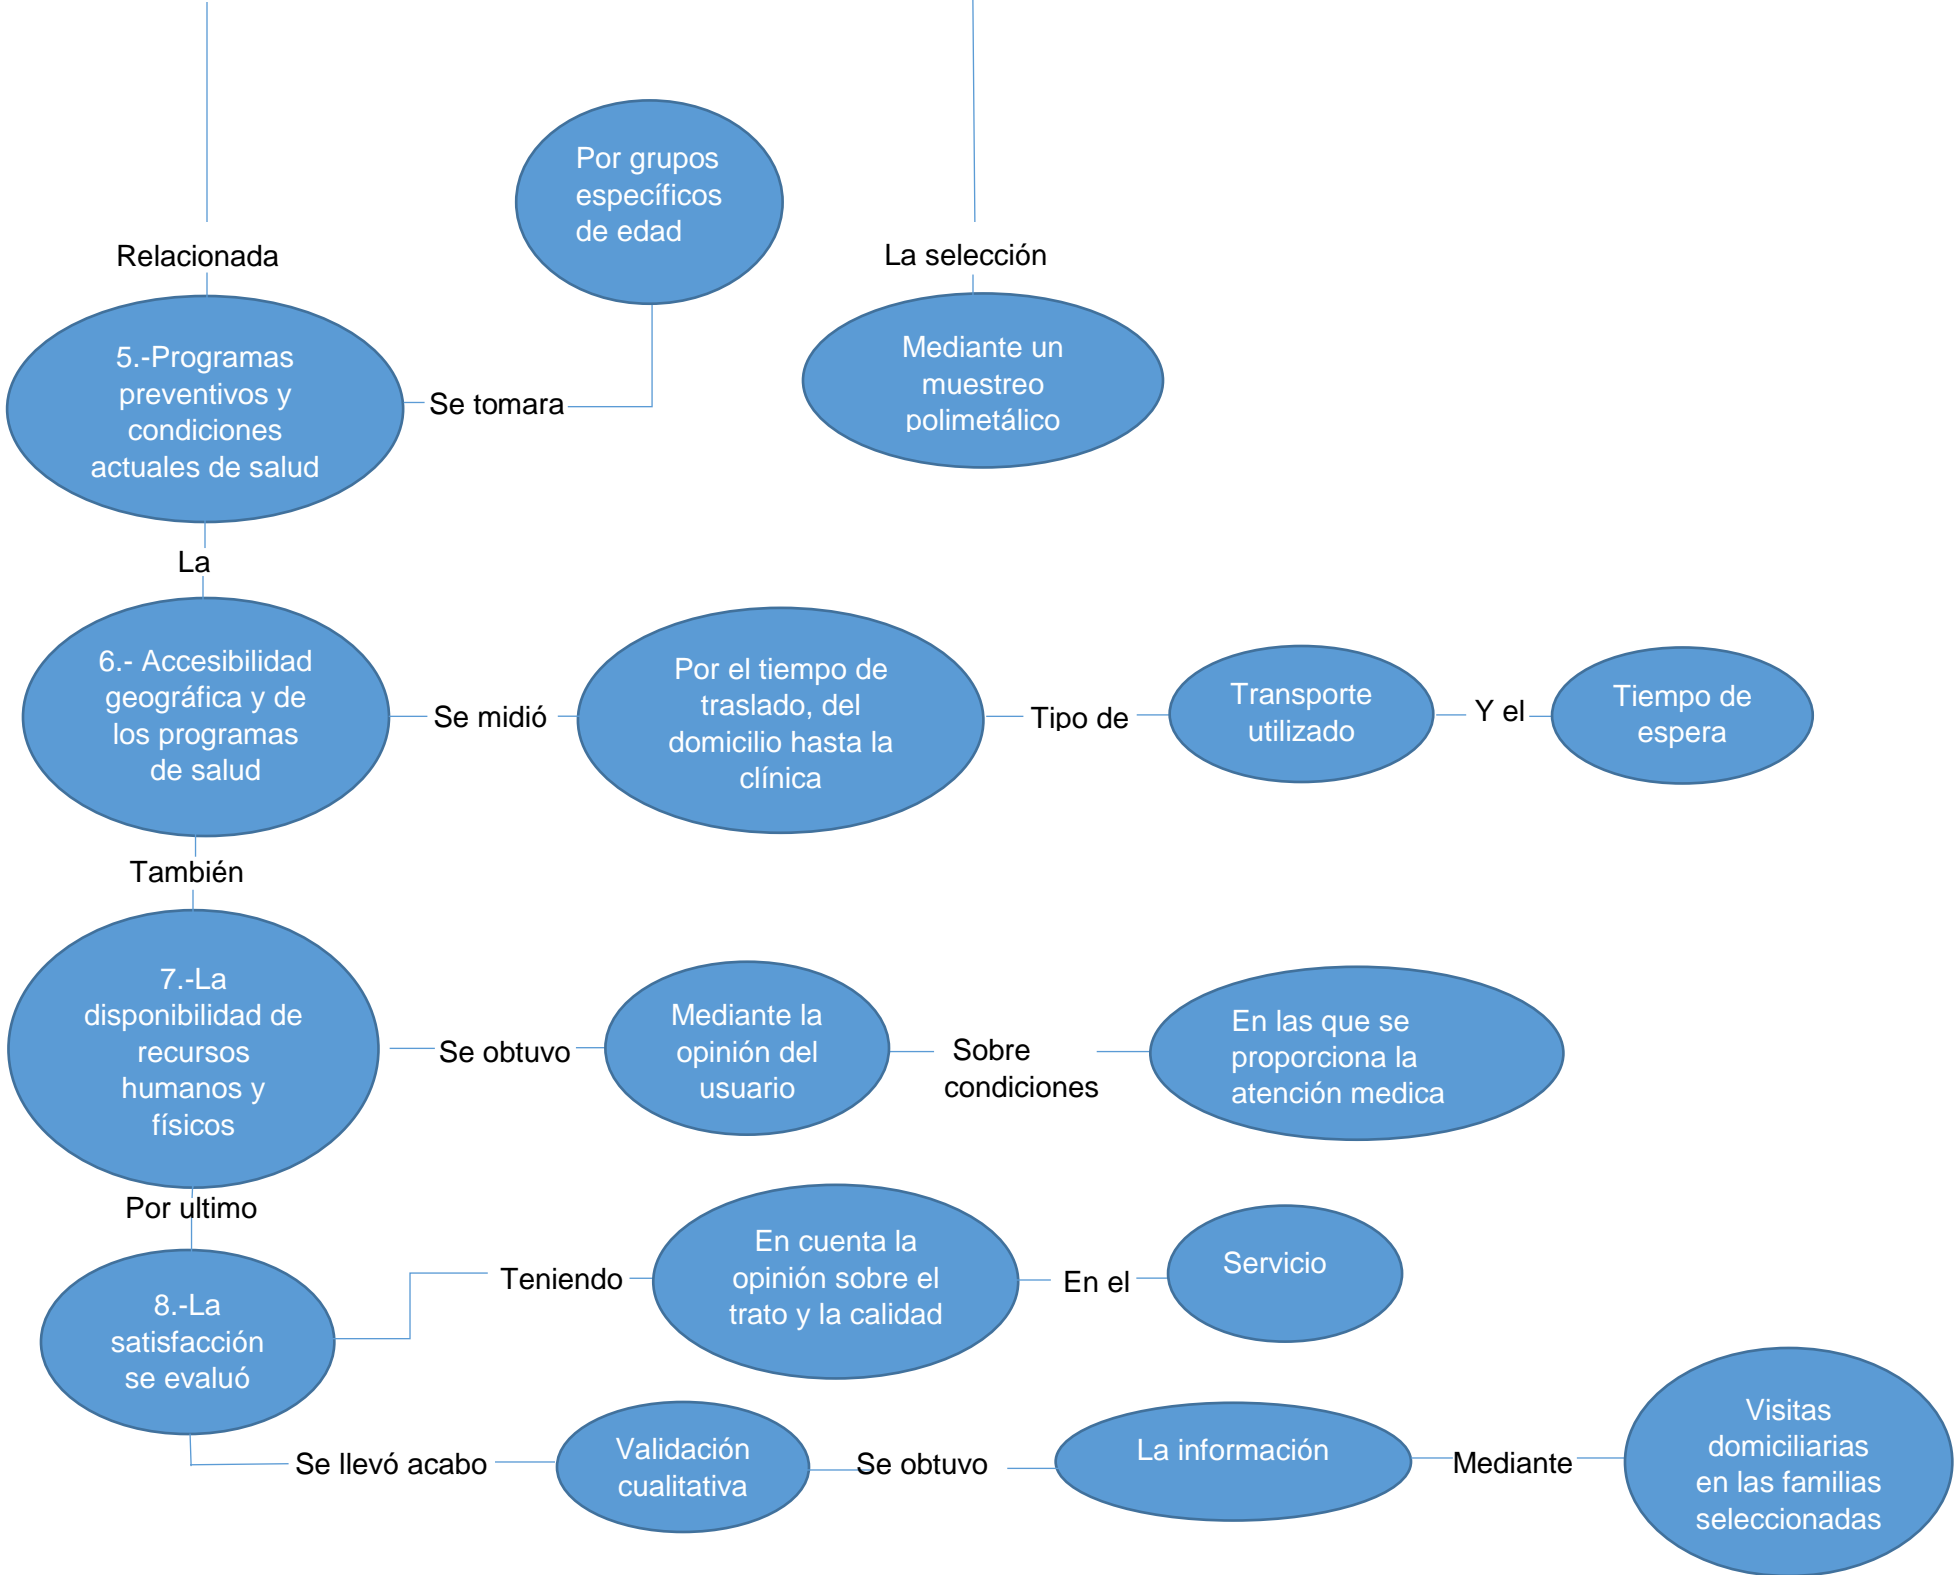 Por grupos
específicos
de edad
Relacionada
La selección
5.-Programas
preventivos y
condiciones
actuales de salud
Se tomara
Mediante un
muestreo
polimetálico
La
6.- Accesibilidad
geográfica y de
los programas
de salud
Se midió
Por el tiempo de
traslado, del
domicilio hasta la
clínica
Tipo de
Transporte
utilizado
Y el
Tiempo de
espera
También
7.-La
disponibilidad de
recursos
humanos y
físicos
Se obtuvo
Mediante la
opinión del
usuario
Sobre
condiciones
En las que se
proporciona la
atención medica
Por ultimo
8.-La
satisfacción
se evaluó
Teniendo
En cuenta la
opinión sobre el
trato y la calidad
En el
Servicio
Se llevó acabo
Validación
cualitativa
Se obtuvo
La información
Mediante
Visitas
domiciliarias
en las familias
seleccionadas